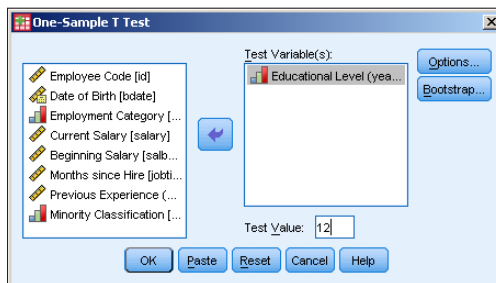 One-Sample T Test
Employee Code [id]
Date of Birth [bdate]
Employment Category [...
Current Salary [salary]
Beginning Salary [salb...
Months since Hire [jobti...
Previous Experience (...
Minority Classification [...
Test Variable(s):
Educational Level (yea...
Test Value: 12
Options...
Bootstrap...
OK Paste Reset Cancel Help